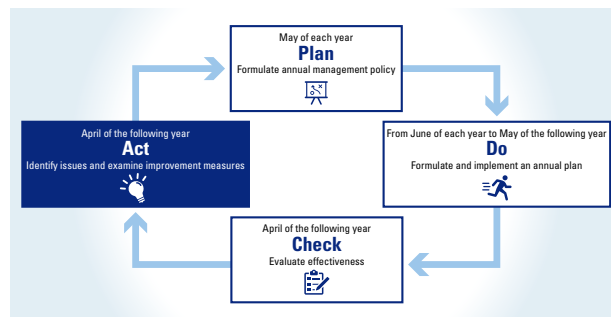 May of each year
Plan
Formulate annual management policy
From June of each year to May of the following year
Do
Formulate and implement an annual plan
April of the following year
Check
Evaluate effectiveness
April of the following year
Act
Identify issues and examine improvement measures